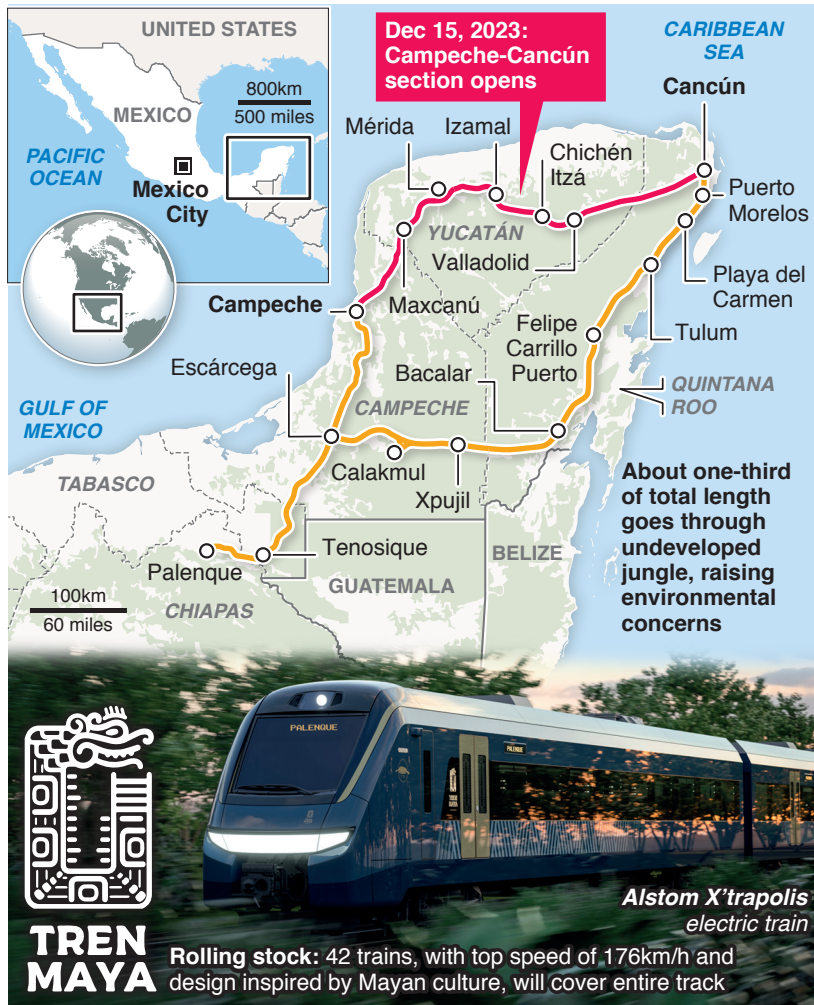 UNITED STATES
MEXICO
800km
500 miles
PACIFIC
OCEAN
Mexico
City
Dec 15, 2023:
Campeche-Cancún
section opens
CARIBBEAN
SEA
Cancún
Mérida
Izamal
Chichén
Itzá
Puerto
Morelos
YUCATÁN
Valladolid
Playa del
Carmen
Campeche
Maxcanú
Felipe
Carrillo
Puerto
Tulum
Escárcega
Bacalar
QUINTANA
ROO
GULF OF
MEXICO
CAMPECHE
Calakmul
Xpujil
TABASCO
About one-third
of total length
goes through
undeveloped
jungle, raising
environmental
concerns
Tenosique
BELIZE
Palenque
GUATEMALA
100km
60 miles
CHIAPAS
PALENQUE
PALENQUE
TREN
MAYA
Alstom X’trapolis
electric train
TREN
MAYA
Rolling stock: 42 trains, with top speed of 176km/h and
design inspired by Mayan culture, will cover entire track